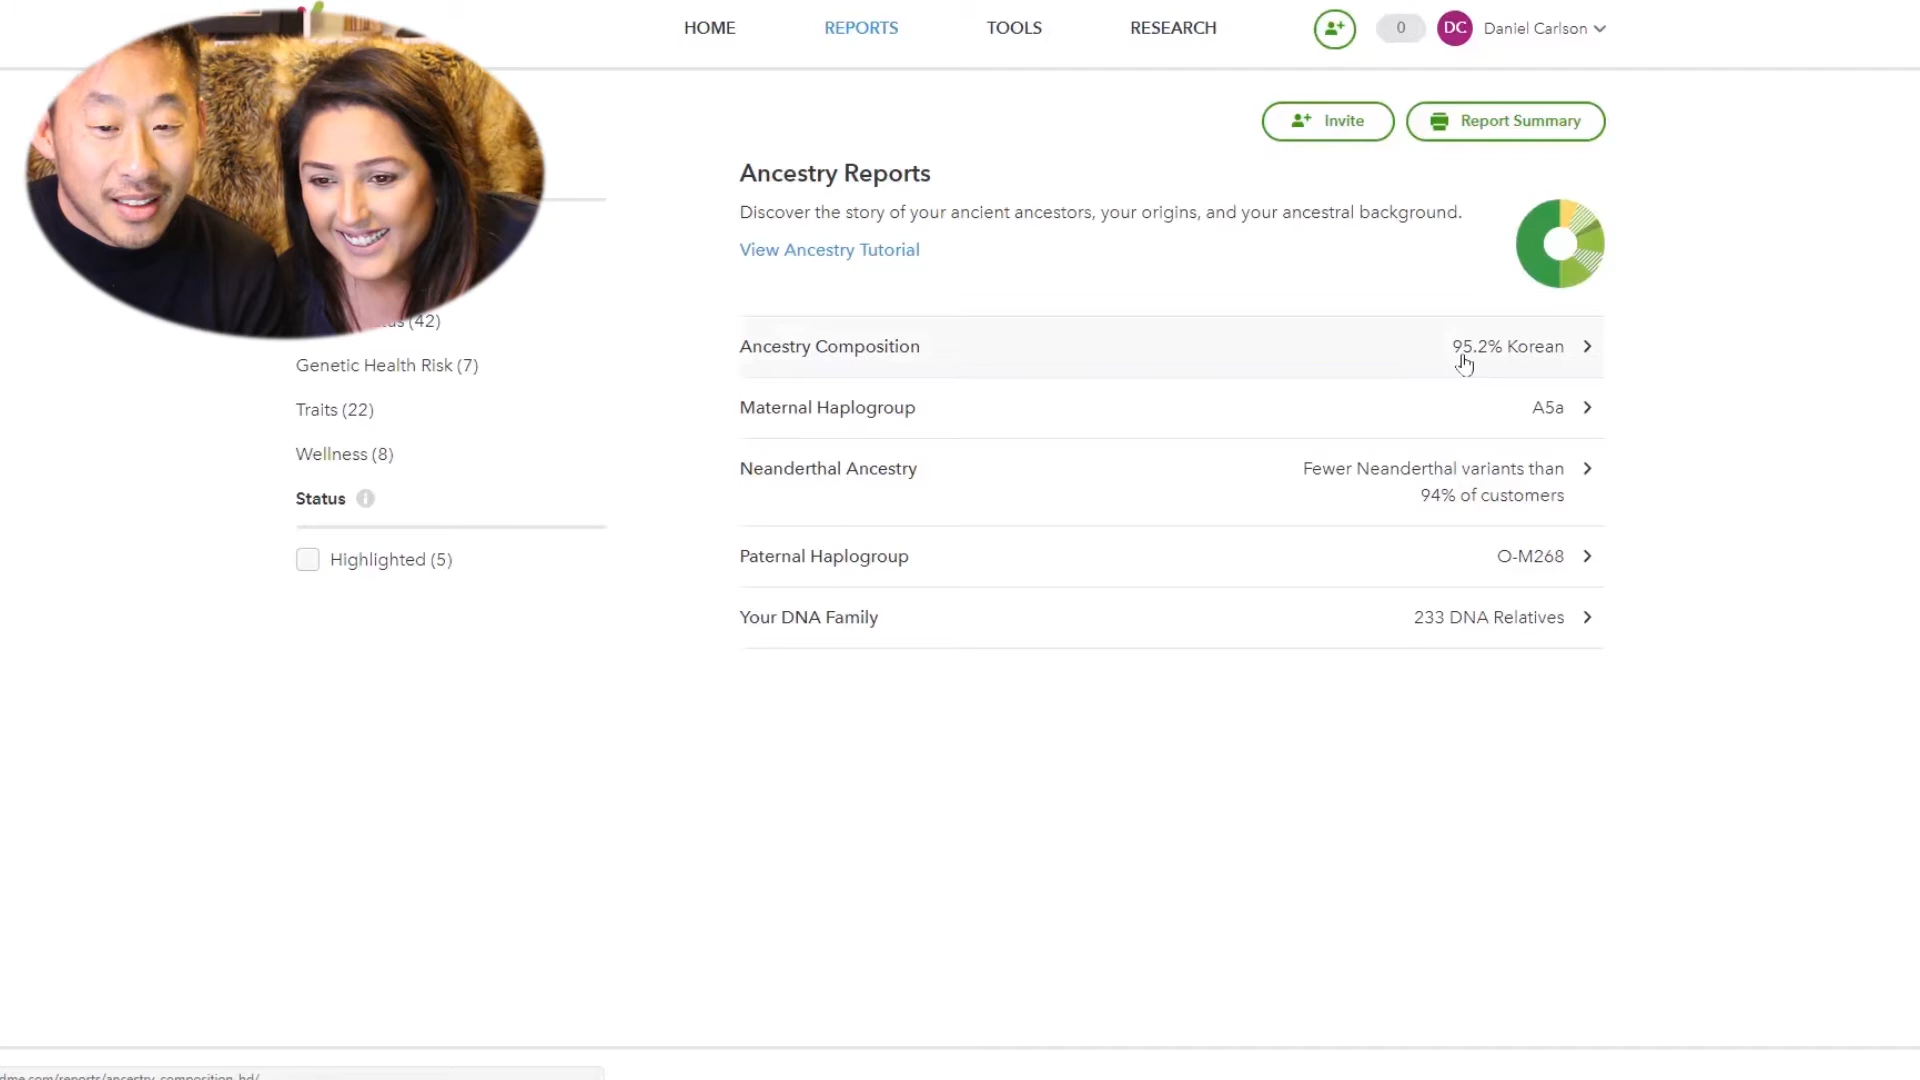 HOME REPORTS TOOLS RESEARCH 0 DC Daniel Carlson
Invite Report Summary
Ancestry Reports
Discover the story of your ancient ancestors, your origins, and your ancestral background.
View Ancestry Tutorial
(42)
Genetic Health Risk (7)
Traits (22)
Wellness (8)
Status
Highlighted (5)
Ancestry Composition 95.2% Korean
Maternal Haplogroup A5a
Neanderthal Ancestry Fewer Neanderthal variants than
94% of customers
Paternal Haplogroup O-M268
Your DNA Family 233 DNA Relatives